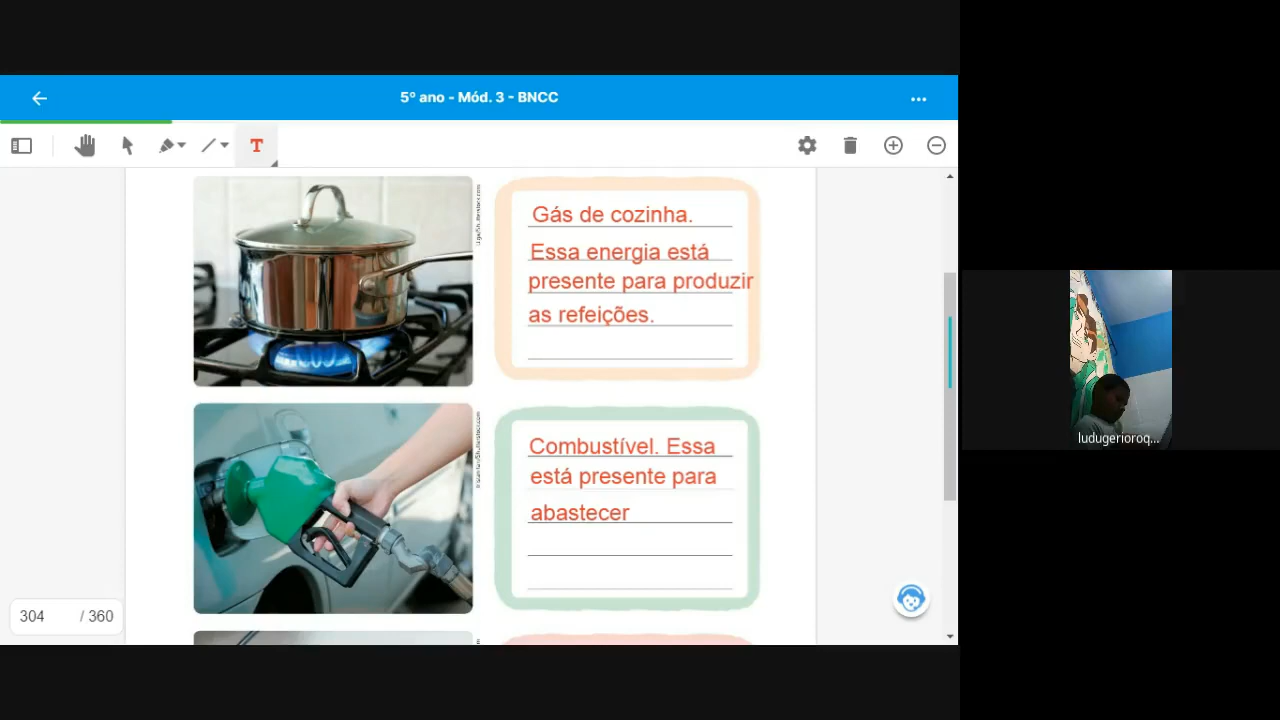 5º ano - Mód. 3 - BNCC
T
Gás de cozinha.
Essa energia está
presente para produzir
as refeições.
Combustível. Essa
está presente para
abastecer
304 / 360
ludugerioroq...